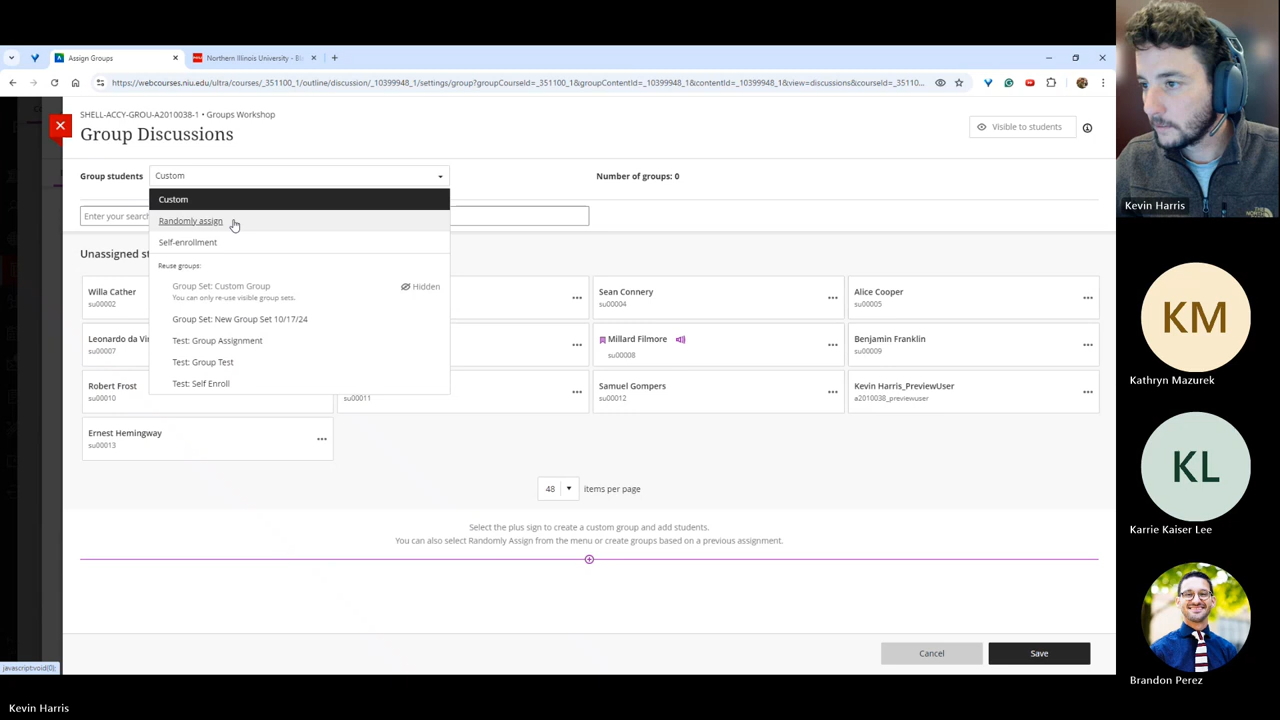 Assign Groups
Northern Illinois University - Bl
https://webcourses.niu.edu/ultra/courses/_351100_1/outline/discussion/_10399948_1/settings/group?groupCourseId=_351100_1&groupContentId=_10399948_1&contentId=_10399948_1&view=discussions&courseId=_35110...
SHELL-ACCY-GROU-A2010038-1 • Groups Workshop
Group Discussions
Visible to students
Group students
Custom
Number of groups: 0
Custom
Randomly assign
Self-enrollment
Enter your search
Reuse groups:
Group Set: Custom Group
Hidden
You can only re-use visible group sets.
Group Set: New Group Set 10/17/24
Test: Group Assignment
Test: Group Test
Test: Self Enroll
Unassigned st
Willa Cather
su00002
Sean Connery
su00004
Alice Cooper
su00005
Leonardo da Vin
su00007
Millard Filmore
su00008
Benjamin Franklin
su00009
Robert Frost
su00010
su00011
Samuel Gompers
su00012
Kevin Harris_PreviewUser
a2010038_previewuser
Ernest Hemingway
su00013
48
items per page
Select the plus sign to create a custom group and add students.
You can also select Randomly Assign from the menu or create groups based on a previous assignment.
Cancel
Save
javascript:void(0);
Kevin Harris
Kevin Harris
KM
Kathryn Mazurek
KL
Karrie Kaiser Lee
Brandon Perez